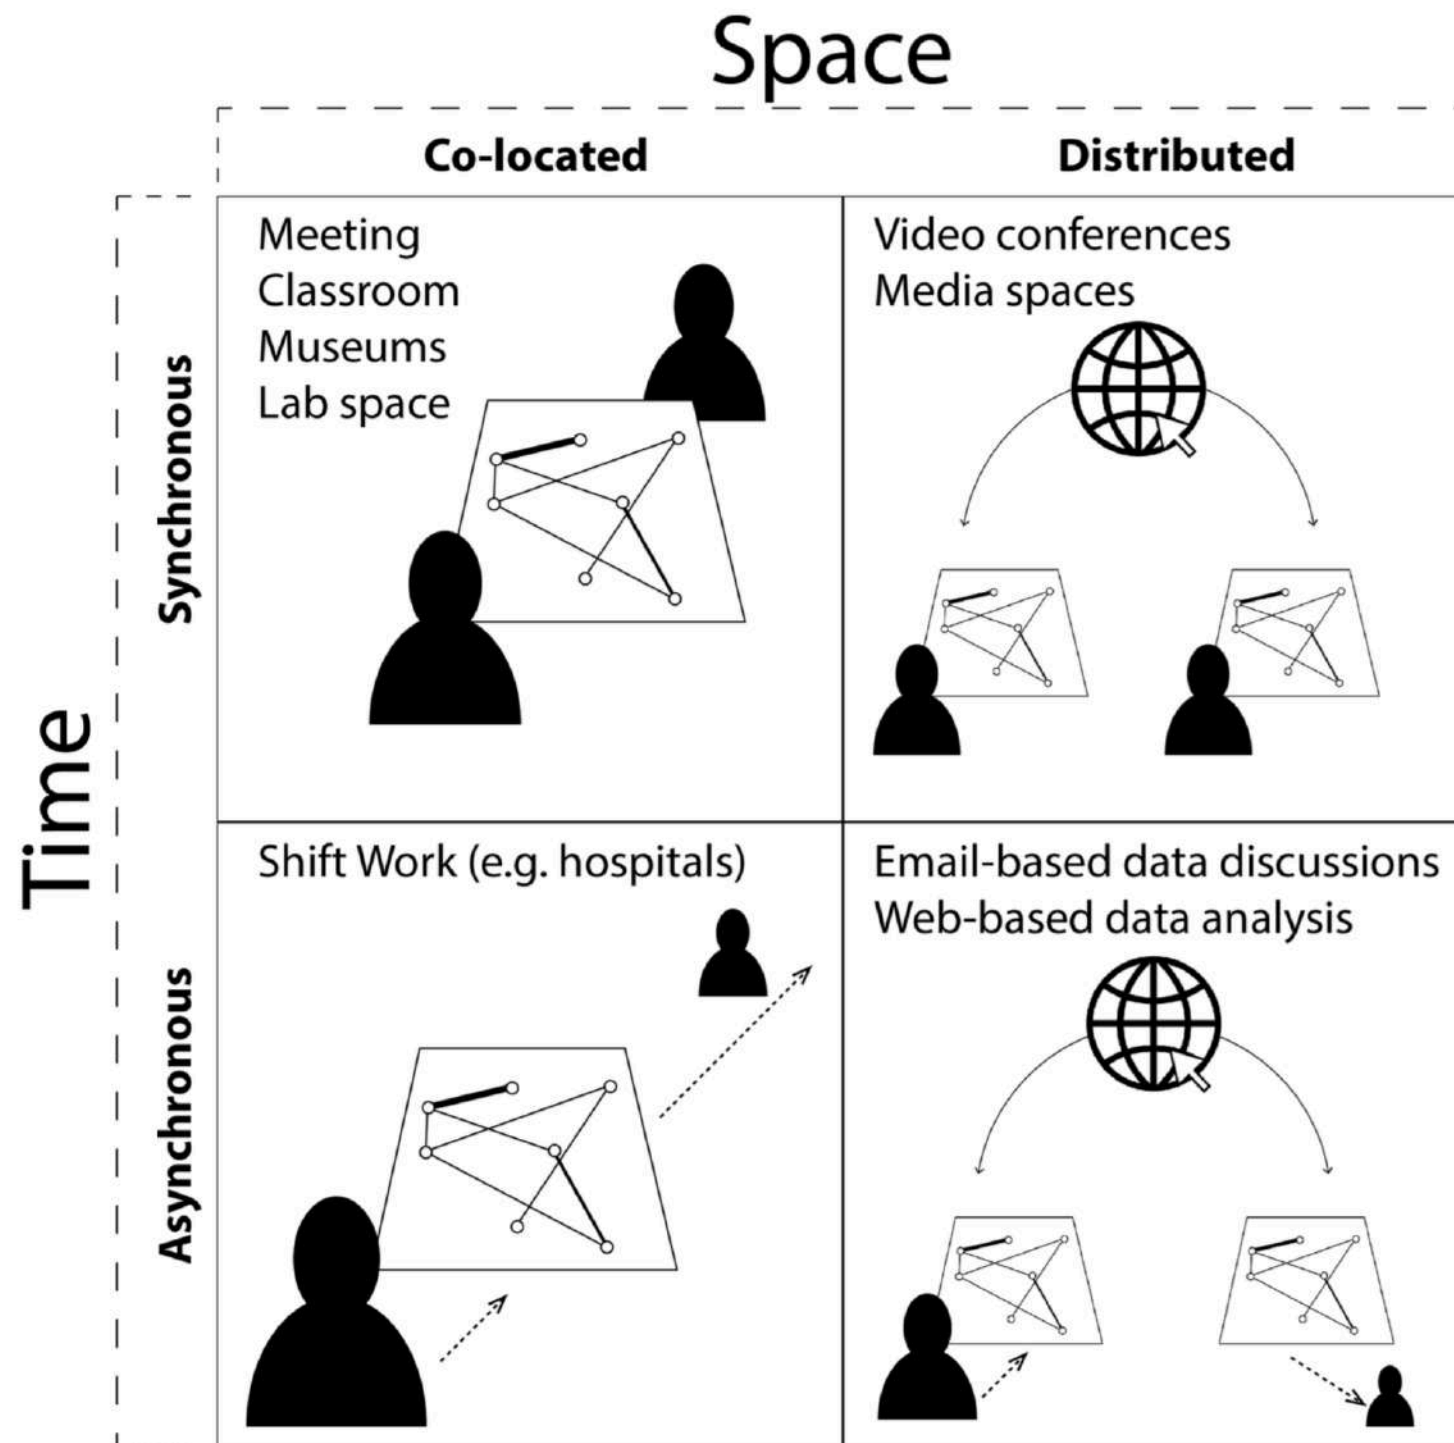 Space
Co-located
Distributed
Time
Synchronous
Meeting
Classroom
Museums
Lab space
Video conferences
Media spaces
Asynchronous
Shift Work (e.g. hospitals)
Email-based data discussions
Web-based data analysis